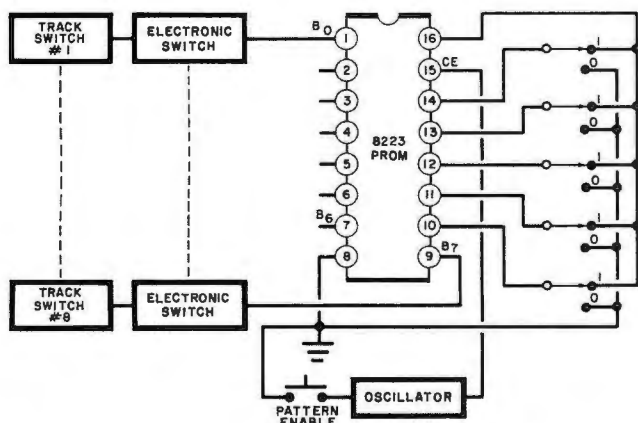 TRACK
SWITCH
#1
ELECTRONIC
SWITCH
B0
1
2
3
4
5
6
B6
7
8
8223
PROM
16
15
CE
14
13
12
11
10
9
B7
1
0
1
0
1
0
1
0
1
0
TRACK
SWITCH
#8
ELECTRONIC
SWITCH
PATTERN
ENABLE
OSCILLATOR